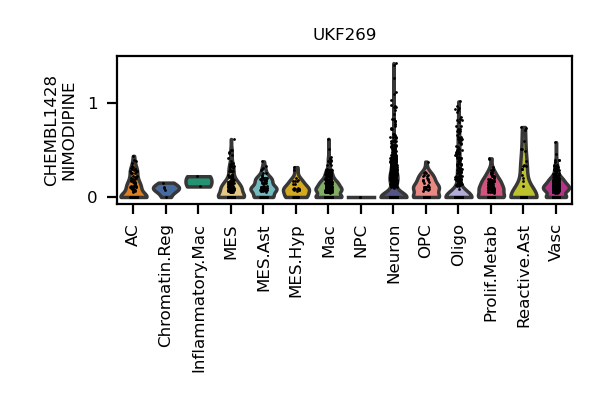 UKF269
CHEMBL1428
NIMODIPINE
1
0
AC
Chromatin.Reg
Inflammatory.Mac
MES
MES.Ast
MES.Hyp
Mac
NPC
Neuron
OPC
Oligo
Prolif.Metab
Reactive.Ast
Vasc